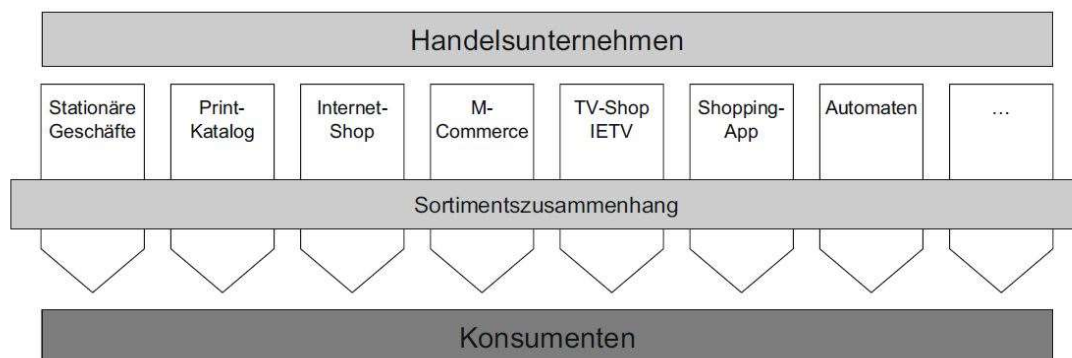 Handelsunternehmen
Stationäre
Geschäfte
Print-
Katalog
Internet-
Shop
M-
Commerce
TV-Shop
IETV
Shopping-
App
Automaten
…
Sortimentszusammenhang
Konsumenten